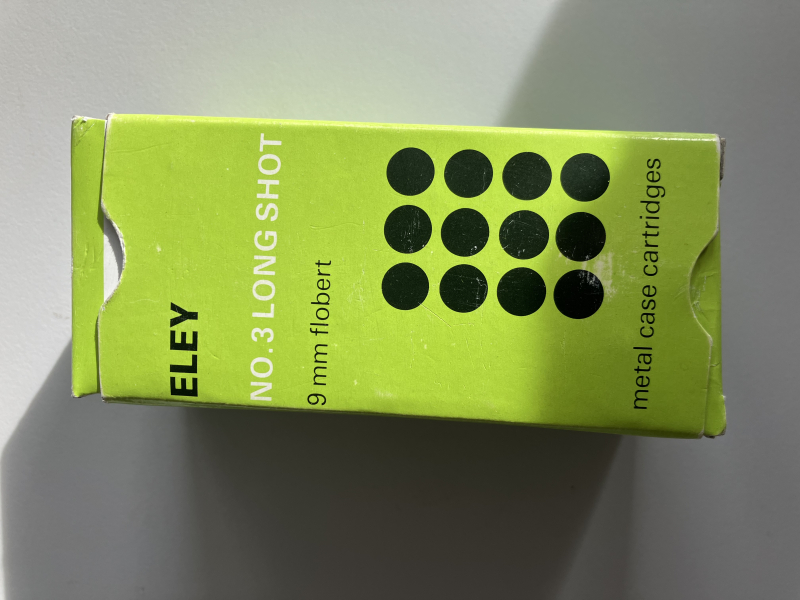 ELEY
NO.3 LONG SHOT
9 mm flobert
metal case cartridges